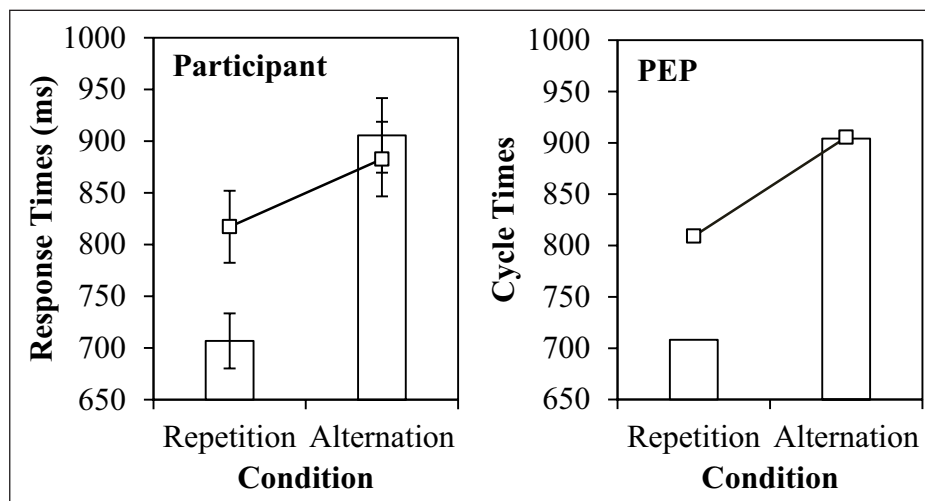 Participant
Response Times (ms)
1000
950
900
850
800
750
700
650
Repetition Alternation
Condition
PEP
Cycle Times
1000
950
900
850
800
750
700
650
Repetition Alternation
Condition